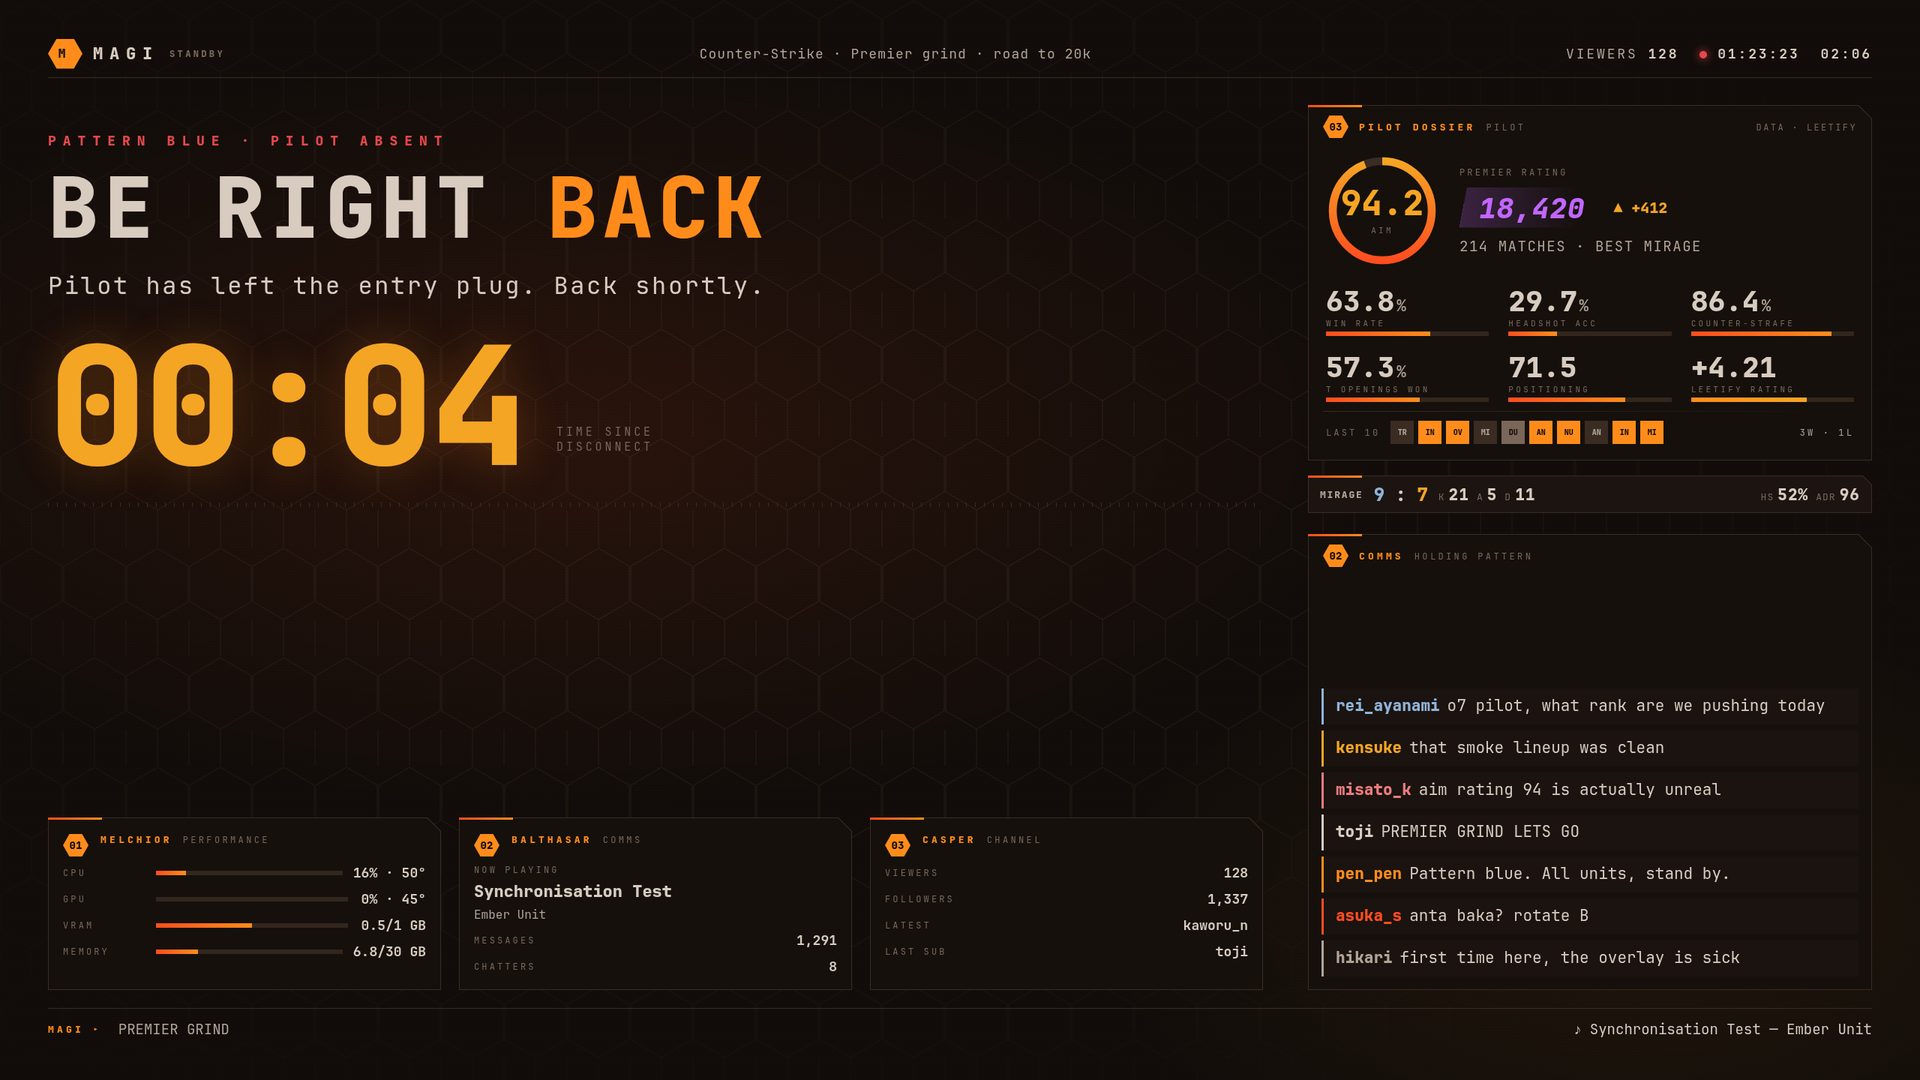 M MAGI STANDBY
Counter-Strike · Premier grind · road to 20k
VIEWERS 128 01:23:23 02:06
PATTERN BLUE · PILOT ABSENT
BE RIGHT BACK
Pilot has left the entry plug. Back shortly.
00:04
TIME SINCE
DISCONNECT
03 PILOT DOSSIER PILOT DATA · LEETIFY
94.2
AIM
PREMIER RATING
18,420 ▲ +412
214 MATCHES · BEST MIRAGE
63.8% 29.7% 86.4%
WIN RATE HEADSHOT ACC COUNTER-STRAFE
57.3% 71.5 +4.21
T OPENINGS WON POSITIONING LEETIFY RATING
LAST 10 TR IN OV MI DU AN NU AN IN MI 3W · 1L
MIRAGE 9 : 7 K 21 A 5 D 11 HS 52% ADR 96
02 COMMS HOLDING PATTERN
rei_ayanami o7 pilot, what rank are we pushing today
kensuke that smoke lineup was clean
misato_k aim rating 94 is actually unreal
toji PREMIER GRIND LETS GO
pen_pen Pattern blue. All units, stand by.
asuka_s anta baka? rotate B
hikari first time here, the overlay is sick
01 MELCHIOR PERFORMANCE
CPU 16% · 50°
GPU 0% · 45°
VRAM 0.5/1 GB
MEMORY 6.8/30 GB
02 BALTHASAR COMMS
NOW PLAYING
Synchronisation Test
Ember Unit
MESSAGES 1,291
CHATTERS 8
03 CASPER CHANNEL
VIEWERS 128
FOLLOWERS 1,337
LATEST kaworu_n
LAST SUB toji
MAGI ▸ PREMIER GRIND
♪ Synchronisation Test — Ember Unit